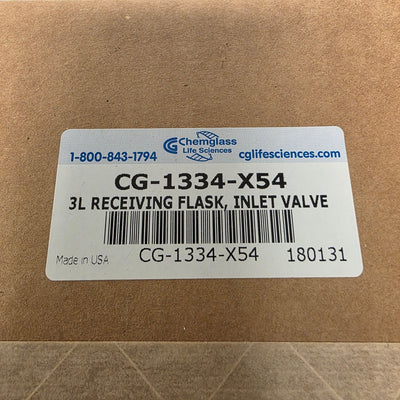 CG Chemglass
Life Sciences
1-800-843-1794 cglifesciences.com
CG-1334-X54
3L RECEIVING FLASK, INLET VALVE
Made in USA CG-1334-X54 180131